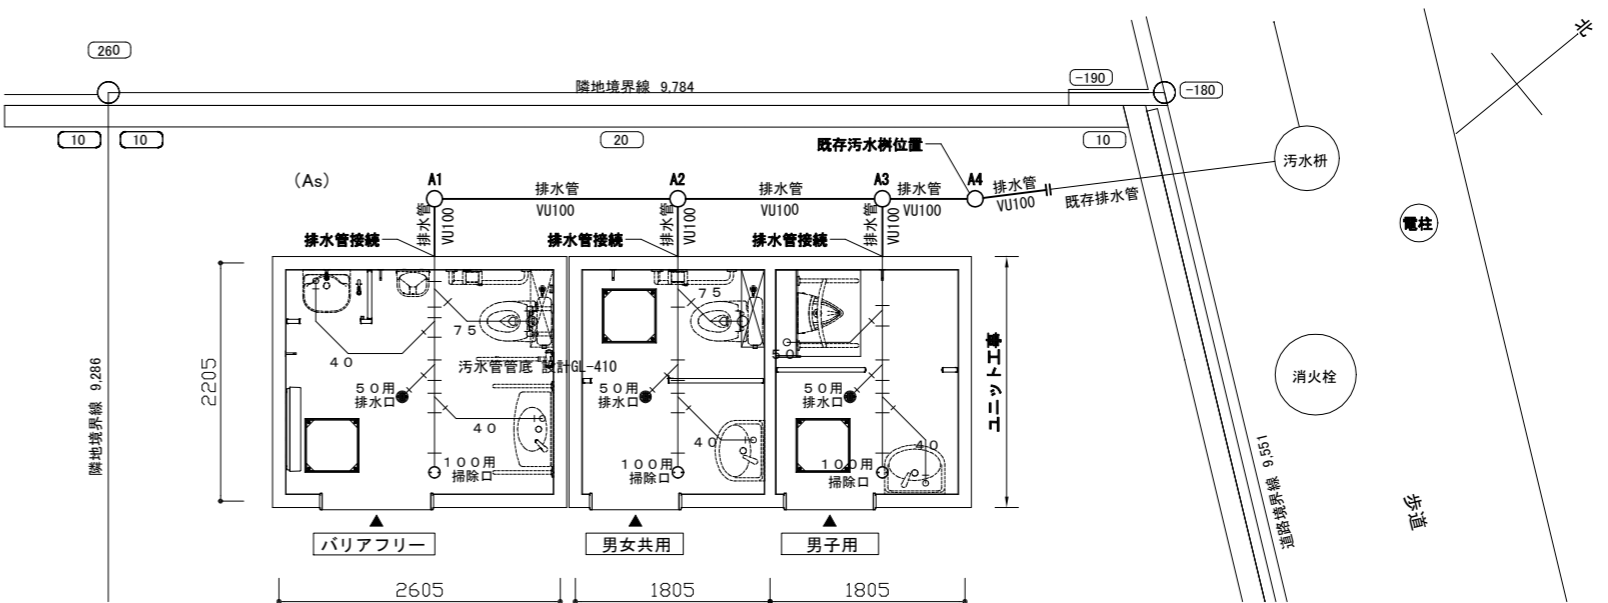 北
260
隣地境界線 9,784
-190
-180
10
10
20
10
既存汚水桝位置
汚水枡
(As)
A1
A2
A3
A4
排水管
VU100
排水管
VU100
排水管
VU100
排水管
VU100
既存排水管
排水管
VU100
排水管
VU100
排水管
VU100
電柱
排水管接続
排水管接続
排水管接続
75
75
50
40
汚水管管底 設計GL-410
50用
排水口
50用
排水口
50用
排水口
40
40
40
100用
掃除口
100用
掃除口
100用
掃除口
2205
隣地境界線 9,286
ユニット工事
消火栓
道路境界線 9,551
歩道
バリアフリー
男女共用
男子用
2605
1805
1805